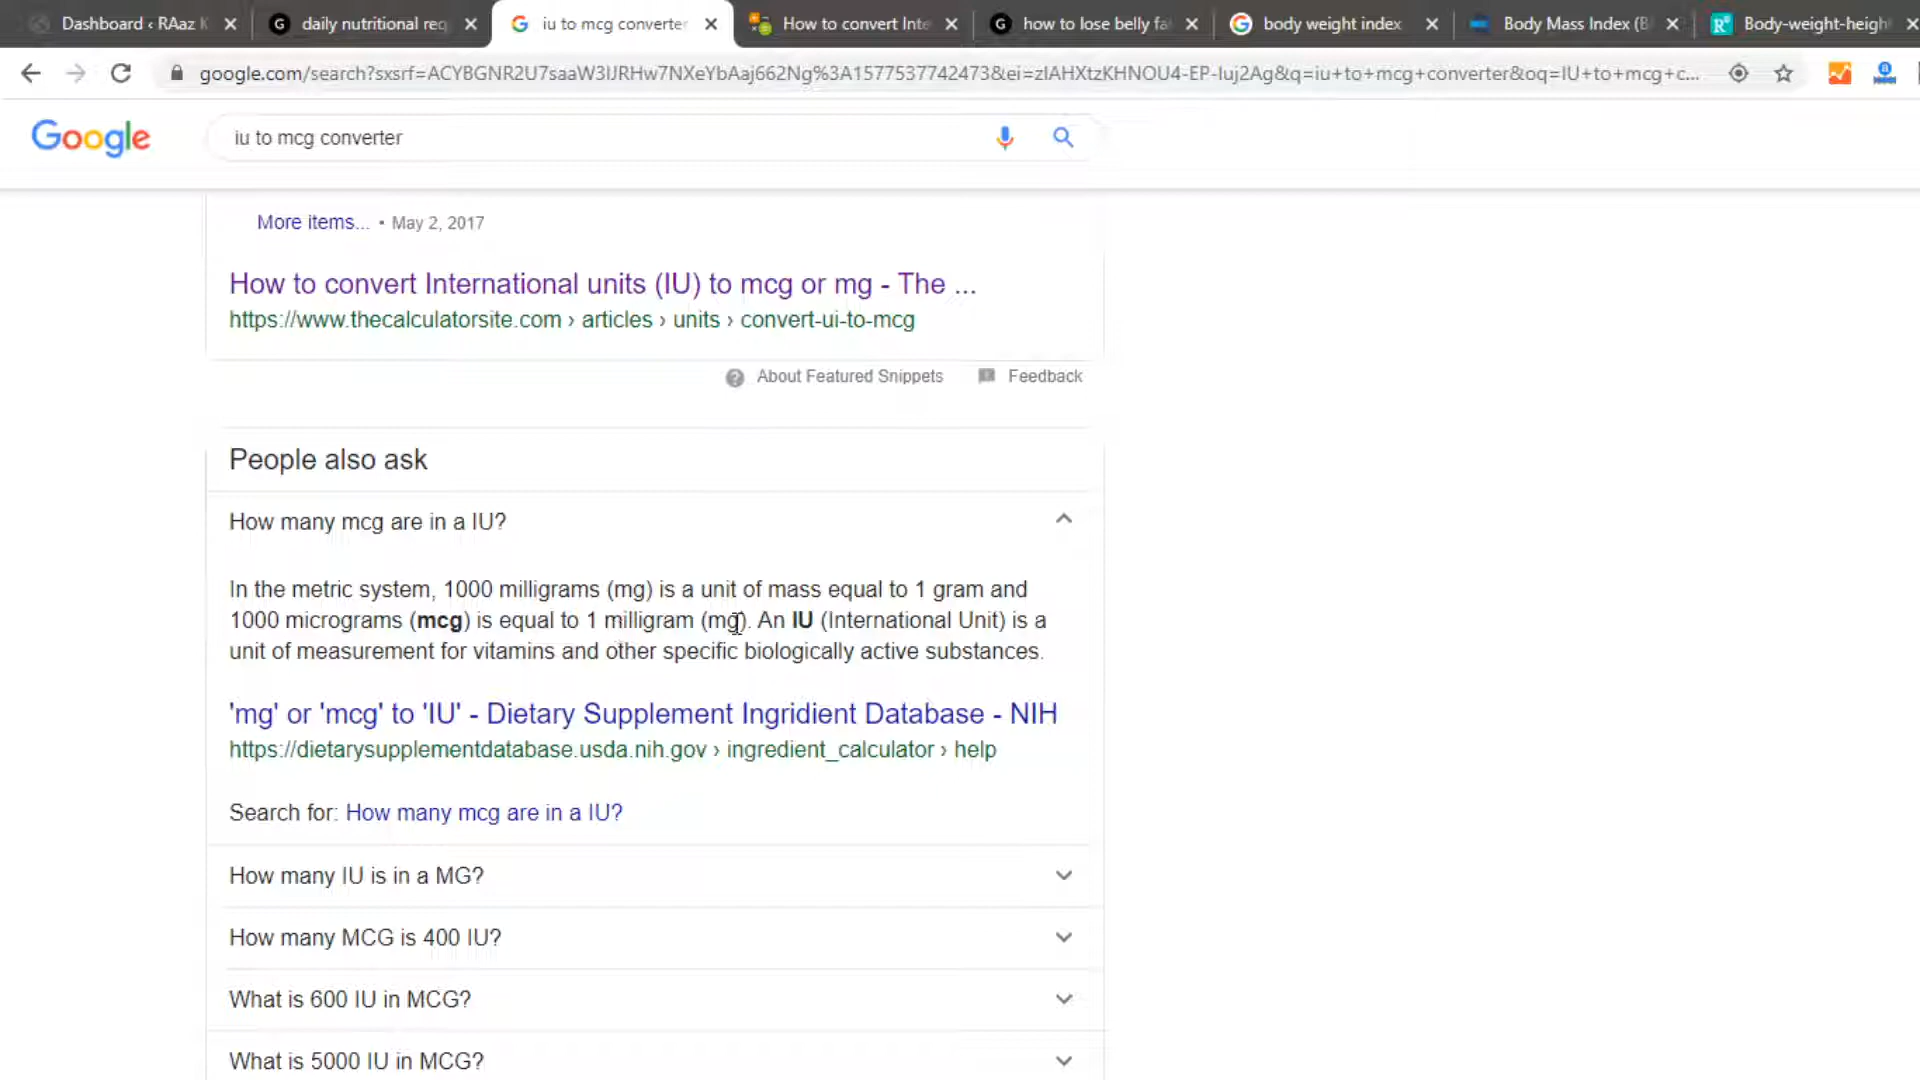 Dashboard ‹ RAaz K
daily nutritional req
iu to mcg converter
How to convert Inte
how to lose belly fa
body weight index
Body Mass Index (B
Body-weight-heigh
google.com/search?sxsrf=ACYBGNR2U7saaW3IJRHw7NXeYbAaj662Ng%3A1577537742473&ei=zIAHXtzKHNOU4-EP-Iuj2Ag&q=iu+to+mcg+converter&oq=IU+to+mcg+c...
Google
iu to mcg converter
More items... • May 2, 2017
How to convert International units (IU) to mcg or mg - The ...
https://www.thecalculatorsite.com › articles › units › convert-ui-to-mcg
About Featured Snippets
Feedback
People also ask
How many mcg are in a IU?
In the metric system, 1000 milligrams (mg) is a unit of mass equal to 1 gram and
1000 micrograms (mcg) is equal to 1 milligram (mg). An IU (International Unit) is a
unit of measurement for vitamins and other specific biologically active substances.
'mg' or 'mcg' to 'IU' - Dietary Supplement Ingridient Database - NIH
https://dietarysupplementdatabase.usda.nih.gov › ingredient_calculator › help
Search for: How many mcg are in a IU?
How many IU is in a MG?
How many MCG is 400 IU?
What is 600 IU in MCG?
What is 5000 IU in MCG?